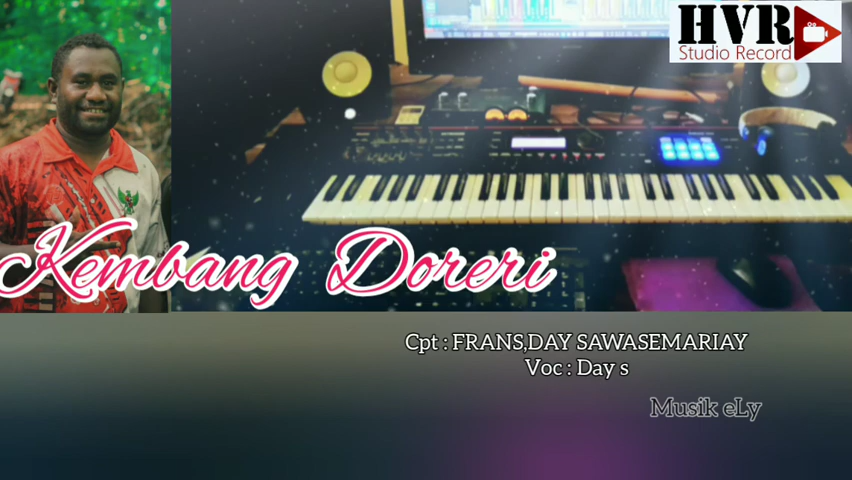 HVR
Studio Record
Kembang Doreri
Cpt : FRANS,DAY SAWASEMARIAY
Voc : Day s
Musik eLy